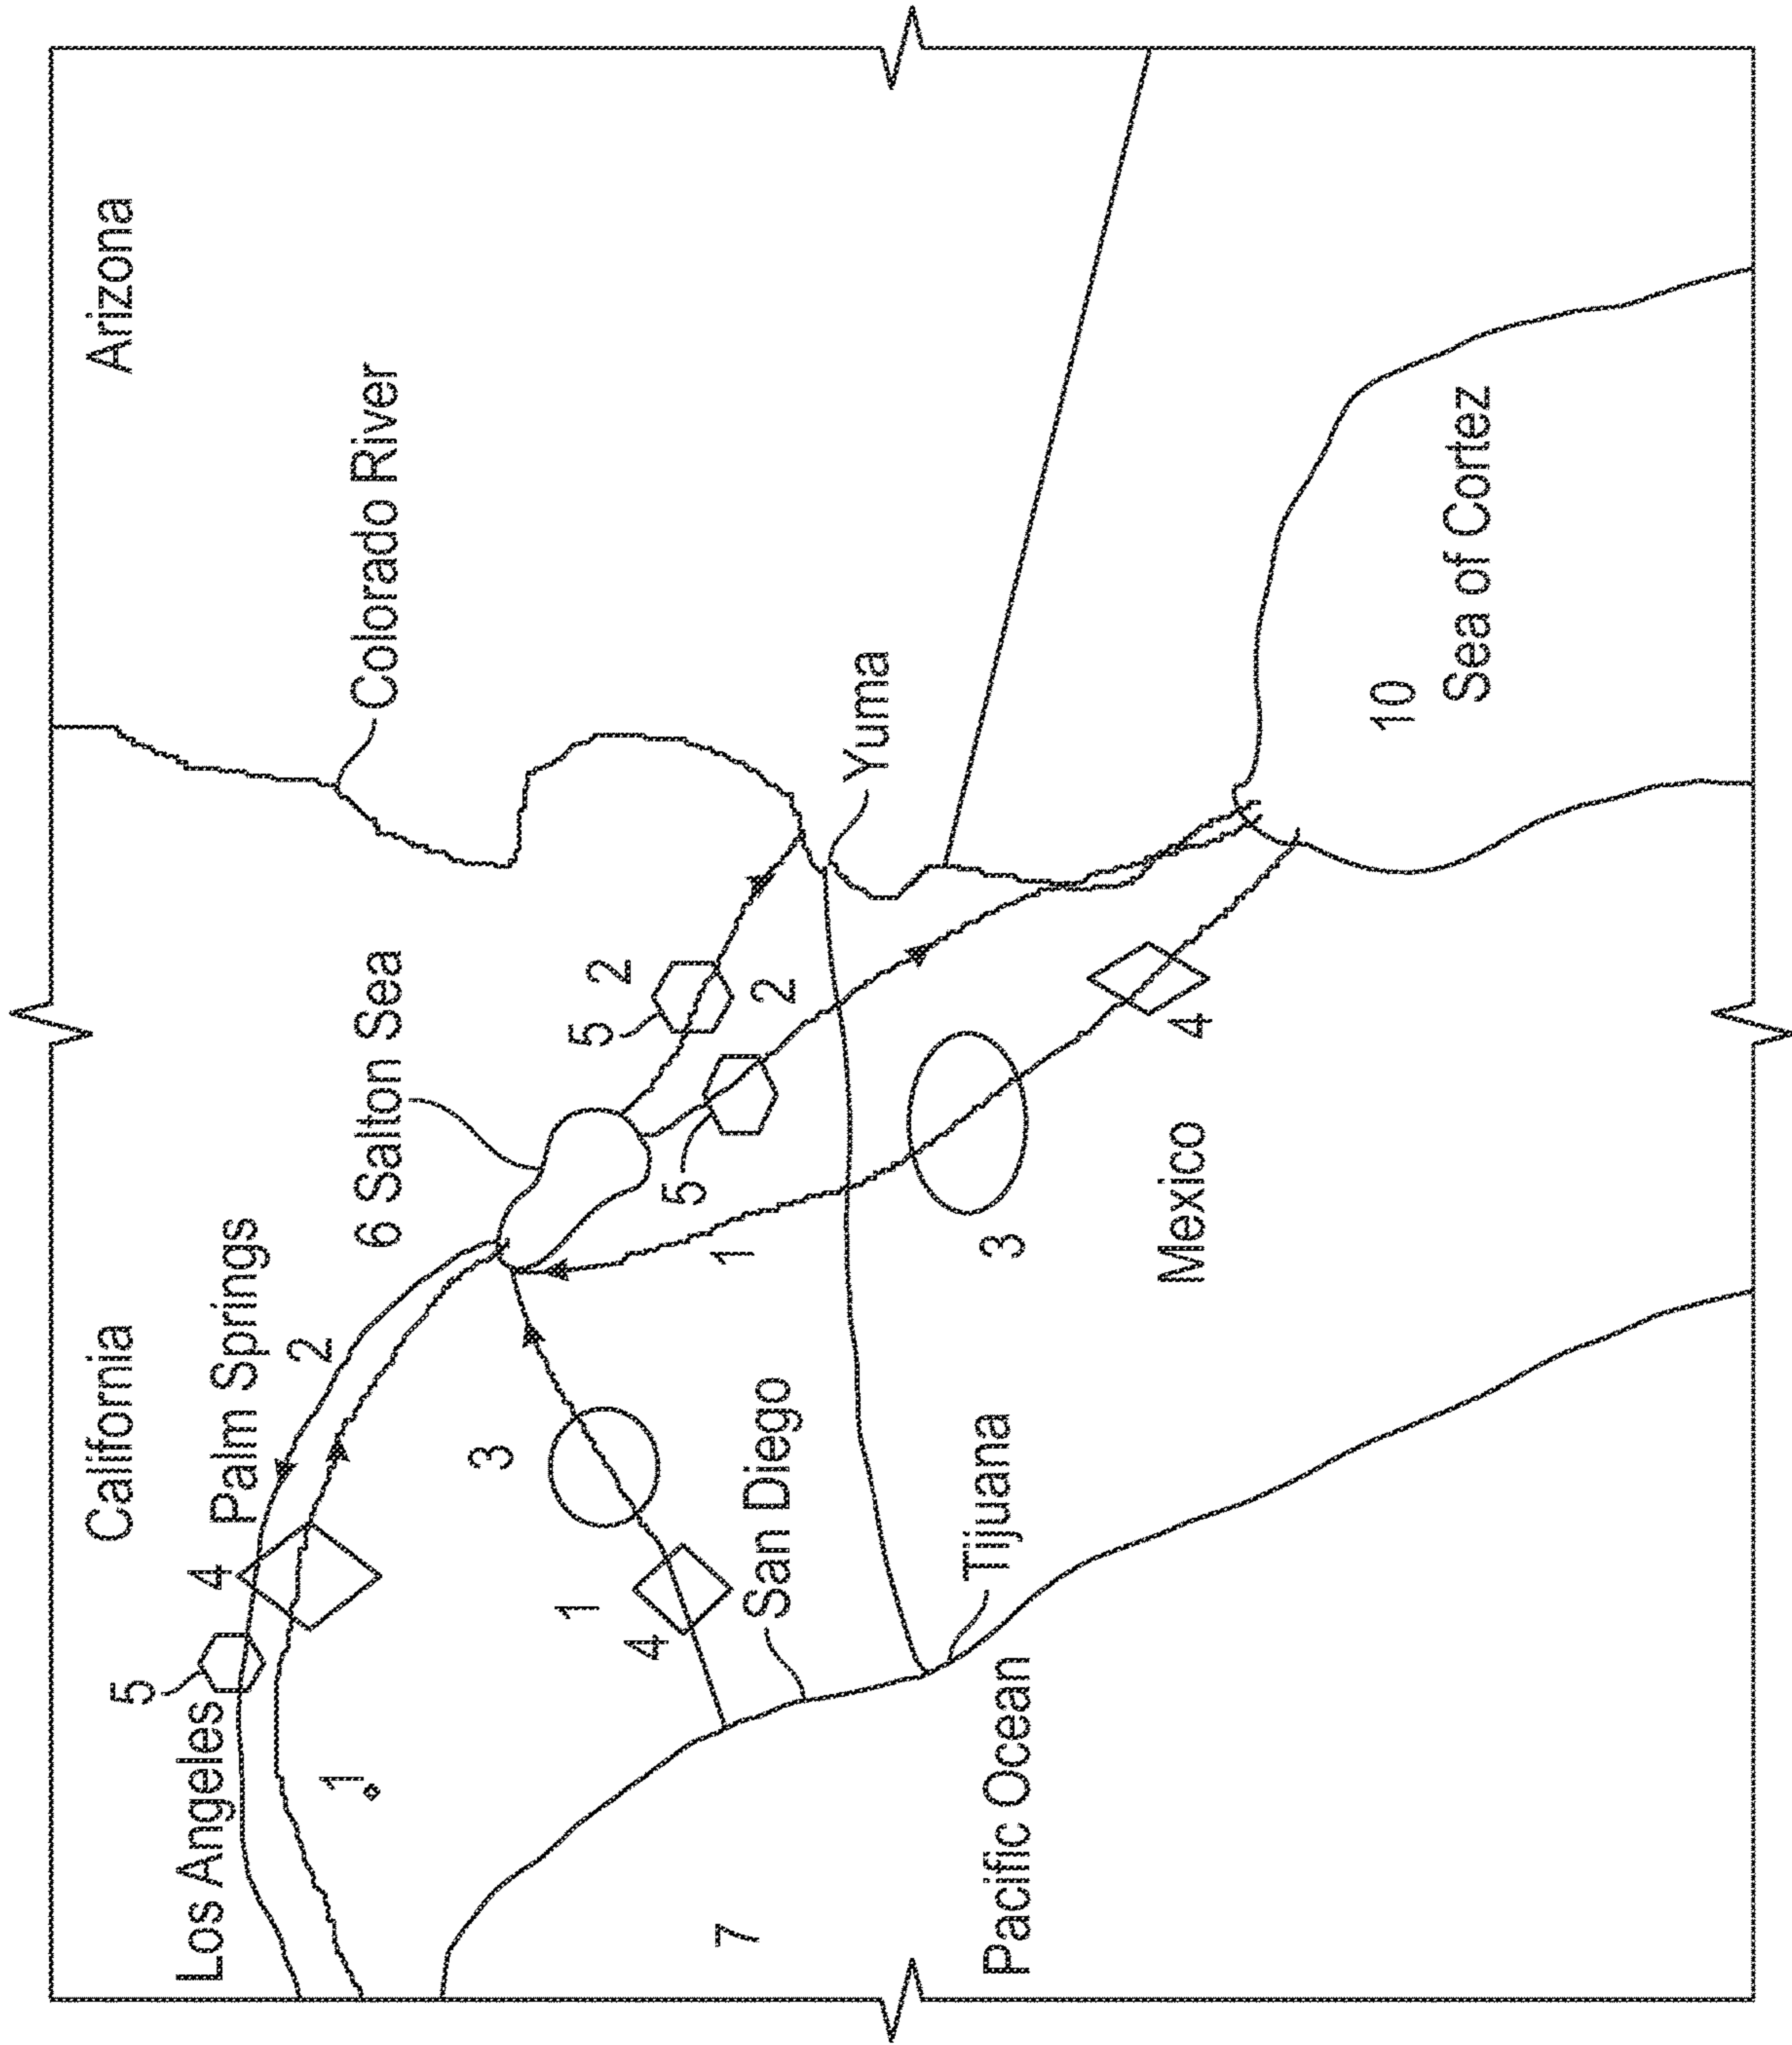 California
Arizona
5
4
Los Angeles
Palm Springs
2
1
6 Salton Sea
Colorado River
3
1
4
5
2
5
2
1
San Diego
Yuma
7
3
4
Tijuana
Pacific Ocean
Mexico
10
Sea of Cortez